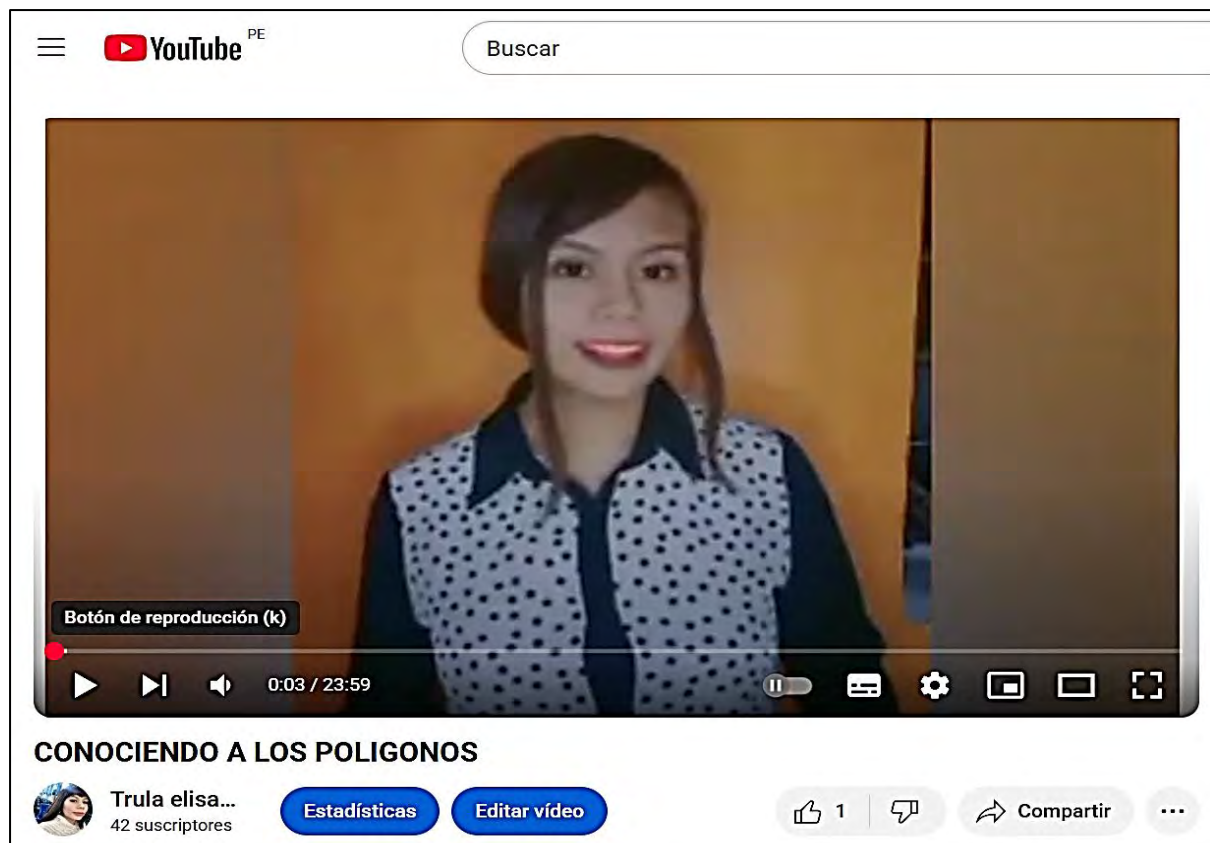 YouTube PE
Buscar
Botón de reproducción (k)
0:03 / 23:59
CONOCIENDO A LOS POLIGONOS
Trula elisa...
42 suscriptores
Estadísticas
Editar vídeo
1
Compartir